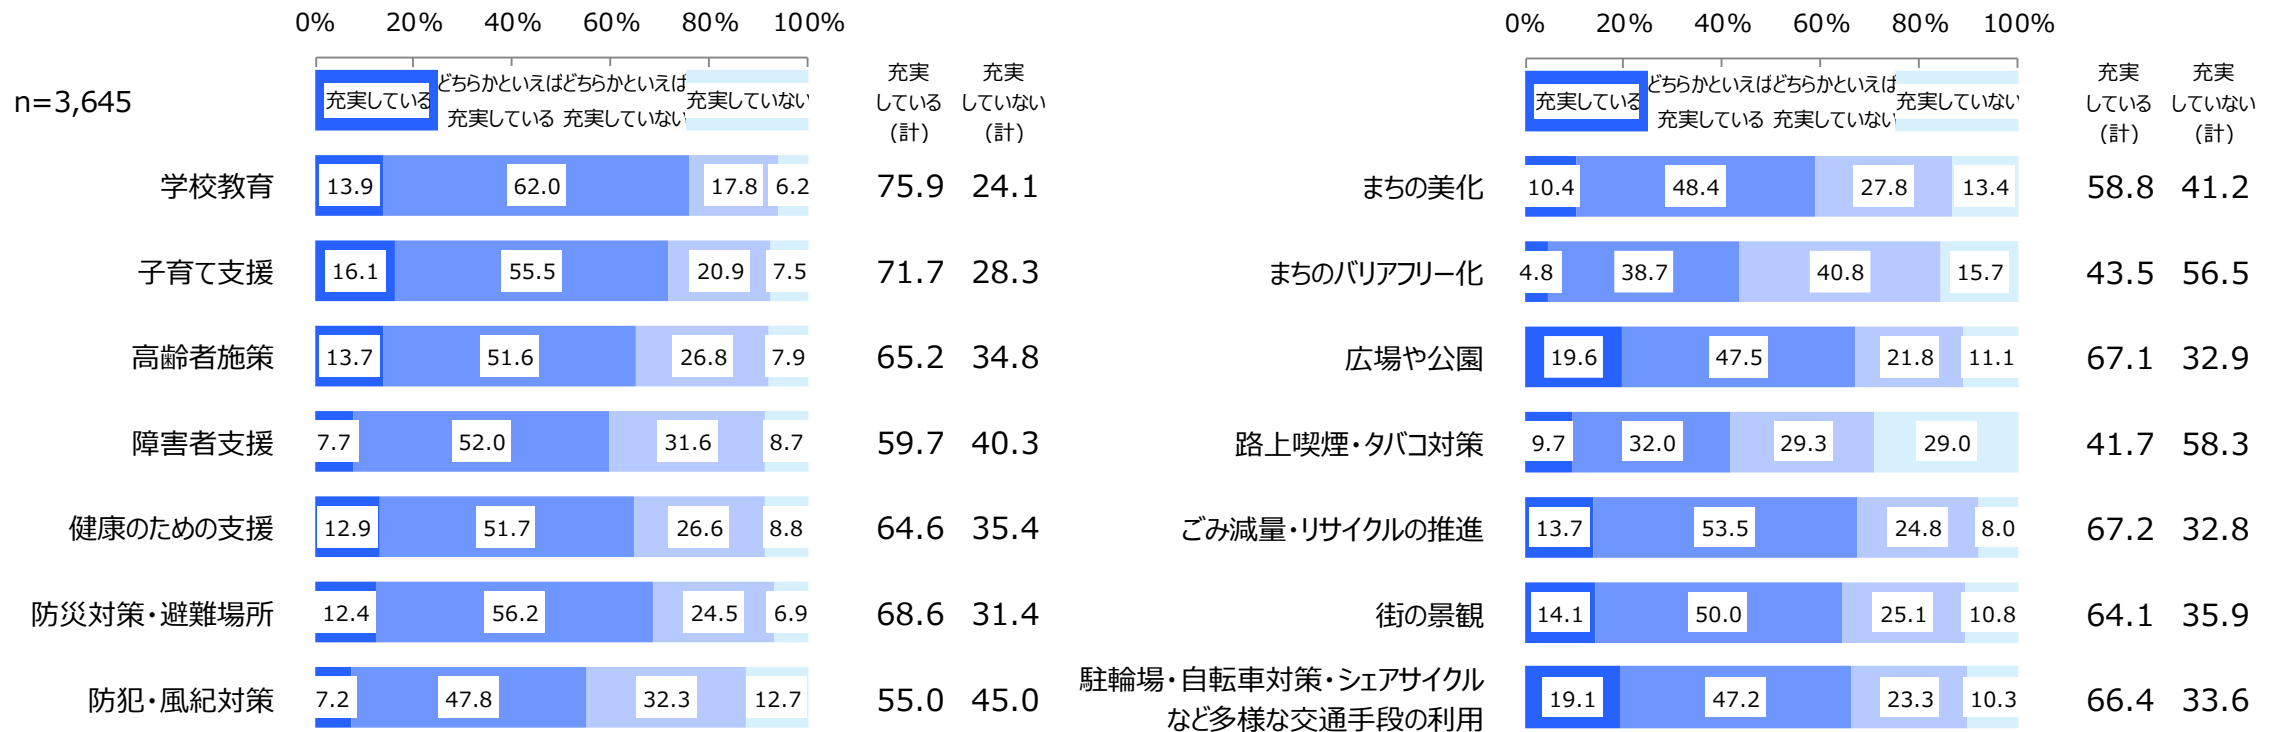 0% 20% 40% 60% 80% 100%
n=3,645
充実している どちらかといえば充実している どちらかといえば充実していない 充実していない
充実している(計) 充実していない(計)
学校教育 13.9 62.0 17.8 6.2 75.9 24.1
子育て支援 16.1 55.5 20.9 7.5 71.7 28.3
高齢者施策 13.7 51.6 26.8 7.9 65.2 34.8
障害者支援 7.7 52.0 31.6 8.7 59.7 40.3
健康のための支援 12.9 51.7 26.6 8.8 64.6 35.4
防災対策・避難場所 12.4 56.2 24.5 6.9 68.6 31.4
防犯・風紀対策 7.2 47.8 32.3 12.7 55.0 45.0
0% 20% 40% 60% 80% 100%
充実している どちらかといえば充実している どちらかといえば充実していない 充実していない
充実している(計) 充実していない(計)
まちの美化 10.4 48.4 27.8 13.4 58.8 41.2
まちのバリアフリー化 4.8 38.7 40.8 15.7 43.5 56.5
広場や公園 19.6 47.5 21.8 11.1 67.1 32.9
路上喫煙・タバコ対策 9.7 32.0 29.3 29.0 41.7 58.3
ごみ減量・リサイクルの推進 13.7 53.5 24.8 8.0 67.2 32.8
街の景観 14.1 50.0 25.1 10.8 64.1 35.9
駐輪場・自転車対策・シェアサイクル
など多様な交通手段の利用 19.1 47.2 23.3 10.3 66.4 33.6